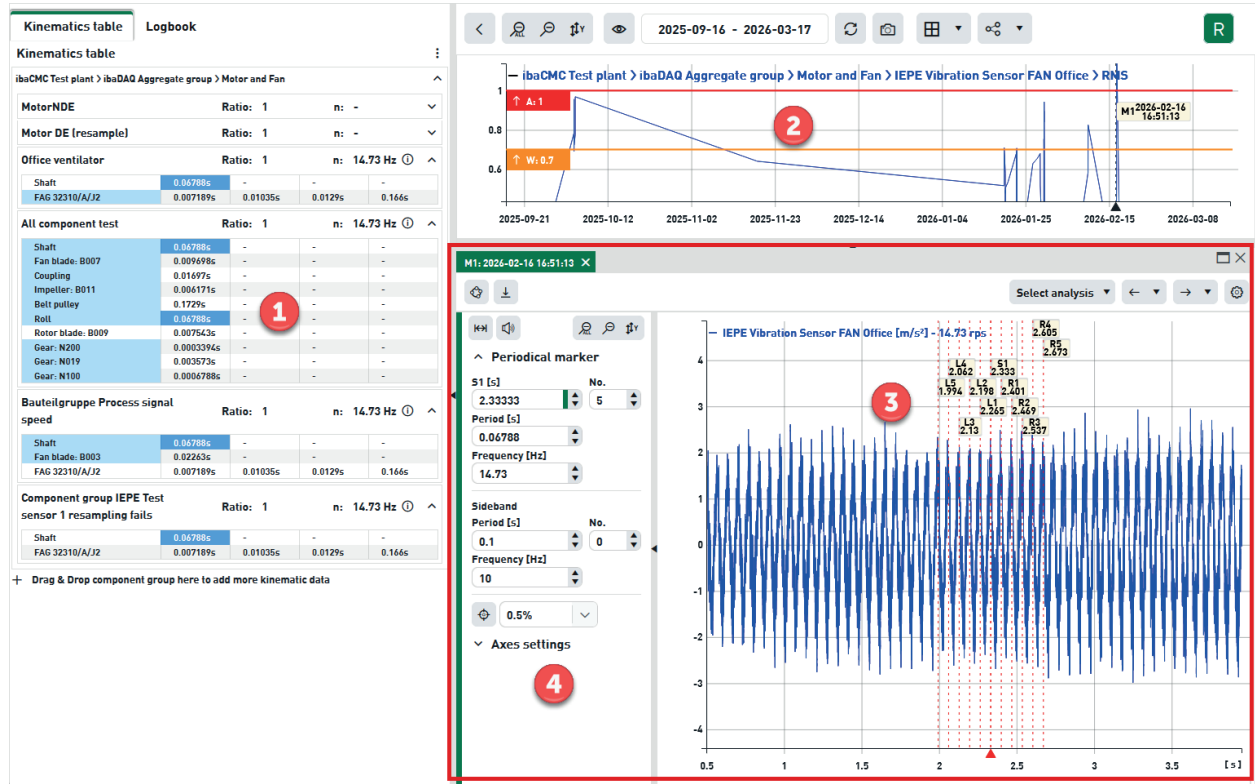 Kinematics table Logbook
Kinematics table
ibaCMC Test plant > ibaDAQ Aggregate group > Motor and Fan
MotorNDE Ratio: 1 n: -
Motor DE (resample) Ratio: 1 n: -
Office ventilator Ratio: 1 n: 14.73 Hz
Shaft 0.06788s - - -
FAG 32310/A/J2 0.007189s 0.01035s 0.0129s 0.166s
All component test Ratio: 1 n: 14.73 Hz
Shaft 0.06788s - - -
Fan blade: B007 0.009698s - - -
Coupling 0.01697s - - -
Impeller: B011 0.006171s - - -
Belt pulley 0.1729s - - -
Roll 0.06788s - - -
Rotor blade: B009 0.007543s - - -
Gear: N200 0.0003394s - - -
Gear: N019 0.003573s - - -
Gear: N100 0.0006788s - - -
1
Bauteilgruppe Process signal
speed Ratio: 1 n: 14.73 Hz
Shaft 0.06788s - - -
Fan blade: B003 0.02263s - - -
FAG 32310/A/J2 0.007189s 0.01035s 0.0129s 0.166s
Component group IEPE Test
sensor 1 resampling fails Ratio: 1 n: 14.73 Hz
Shaft 0.06788s - - -
FAG 32310/A/J2 0.007189s 0.01035s 0.0129s 0.166s
+ Drag & Drop component group here to add more kinematic data
ALL Y 2025-09-16 - 2026-03-17 R
ibaCMC Test plant > ibaDAQ Aggregate group > Motor and Fan > IEPE Vibration Sensor FAN Office > RMS
1
↑ A: 1
M1 2026-02-16
16:51:13
2
0.8
↑ W: 0.7
0.6
2025-09-21 2025-10-12 2025-11-02 2025-11-23 2025-12-14 2026-01-04 2026-01-25 2026-02-15 2026-03-08
M1: 2026-02-16 16:51:13 ×
Select analysis
Periodical marker
S1 [s] No.
2.33333 5
Period [s]
0.06788
Frequency [Hz]
14.73
Sideband
Period [s] No.
0.1 0
Frequency [Hz]
10
0.5%
Axes settings
4
IEPE Vibration Sensor FAN Office [m/s²] - 14.73 rps
R4
2.605
R5
2.673
L4
2.062
S1
2.333
L5
1.994
L2
2.198
R1
2.401
L1
2.265
R2
2.469
L3
2.13
R3
2.537
3
4
3
2
1
0
-1
-2
-3
-4
0.5 1 1.5 2 2.5 3 3.5 [s]